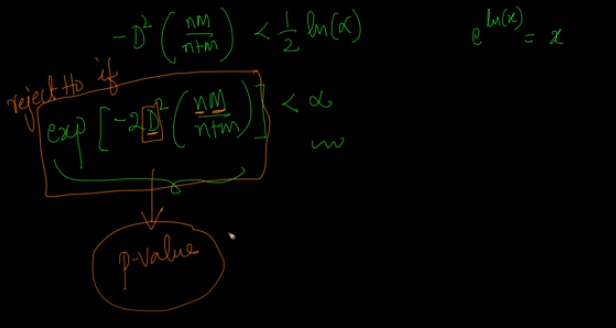 -D² (nM/n+m) < 1/2 ln(α)
e^ln(x) = x
reject H0 if
exp [-2D² (nM/n+m)] < α
p-value